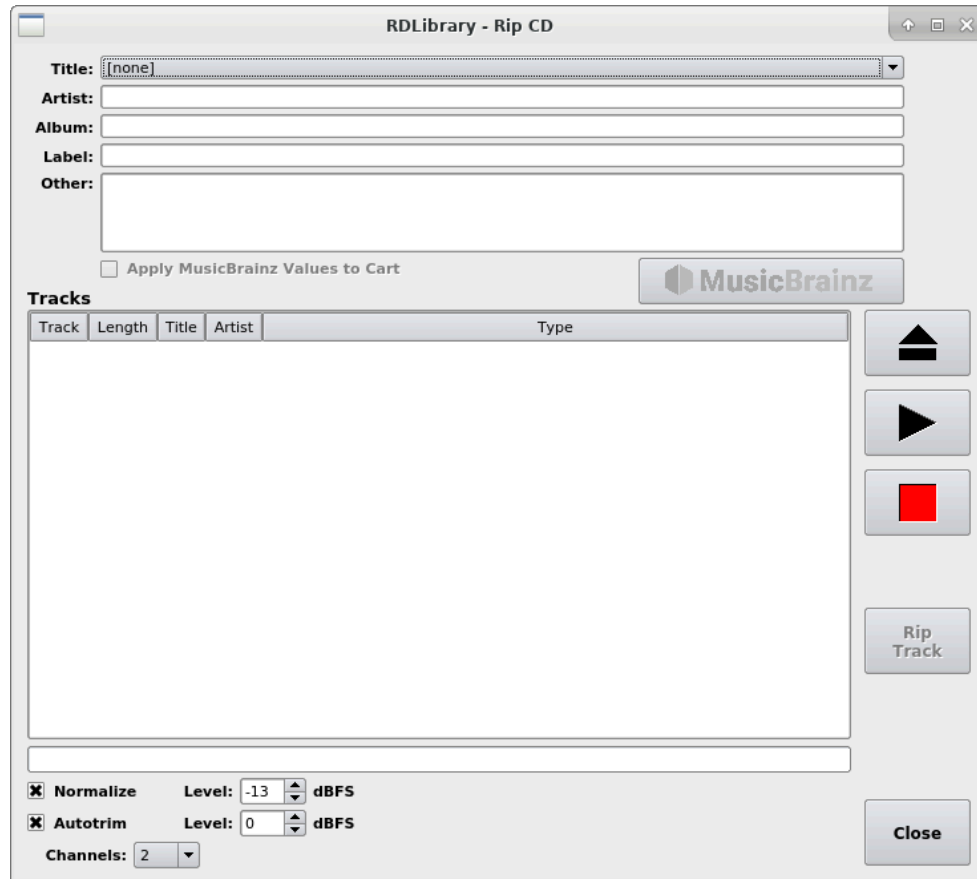 RDLibrary - Rip CD
Title: [none]
Artist:
Album:
Label:
Other:
Apply MusicBrainz Values to Cart
MusicBrainz
Tracks
Track Length Title Artist Type
Rip
Track
Normalize Level: -13 dBFS
Autotrim Level: 0 dBFS
Channels: 2
Close